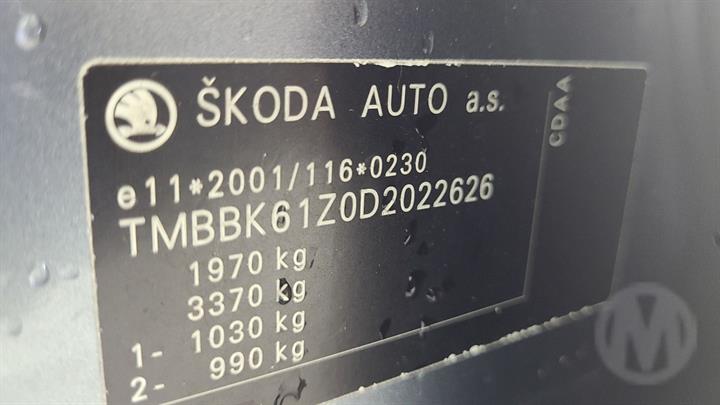 ŠKODA AUTO a.s.
CDAA
e11*2001/116*0230
TMBBK61Z0D2022626
1970 kg
3370 kg
1- 1030 kg
2- 990 kg
M